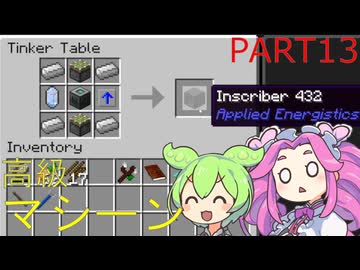 PART13
Tinker Table
Inscriber 432
Applied Energistics
Inventory
17
高級
マシーン